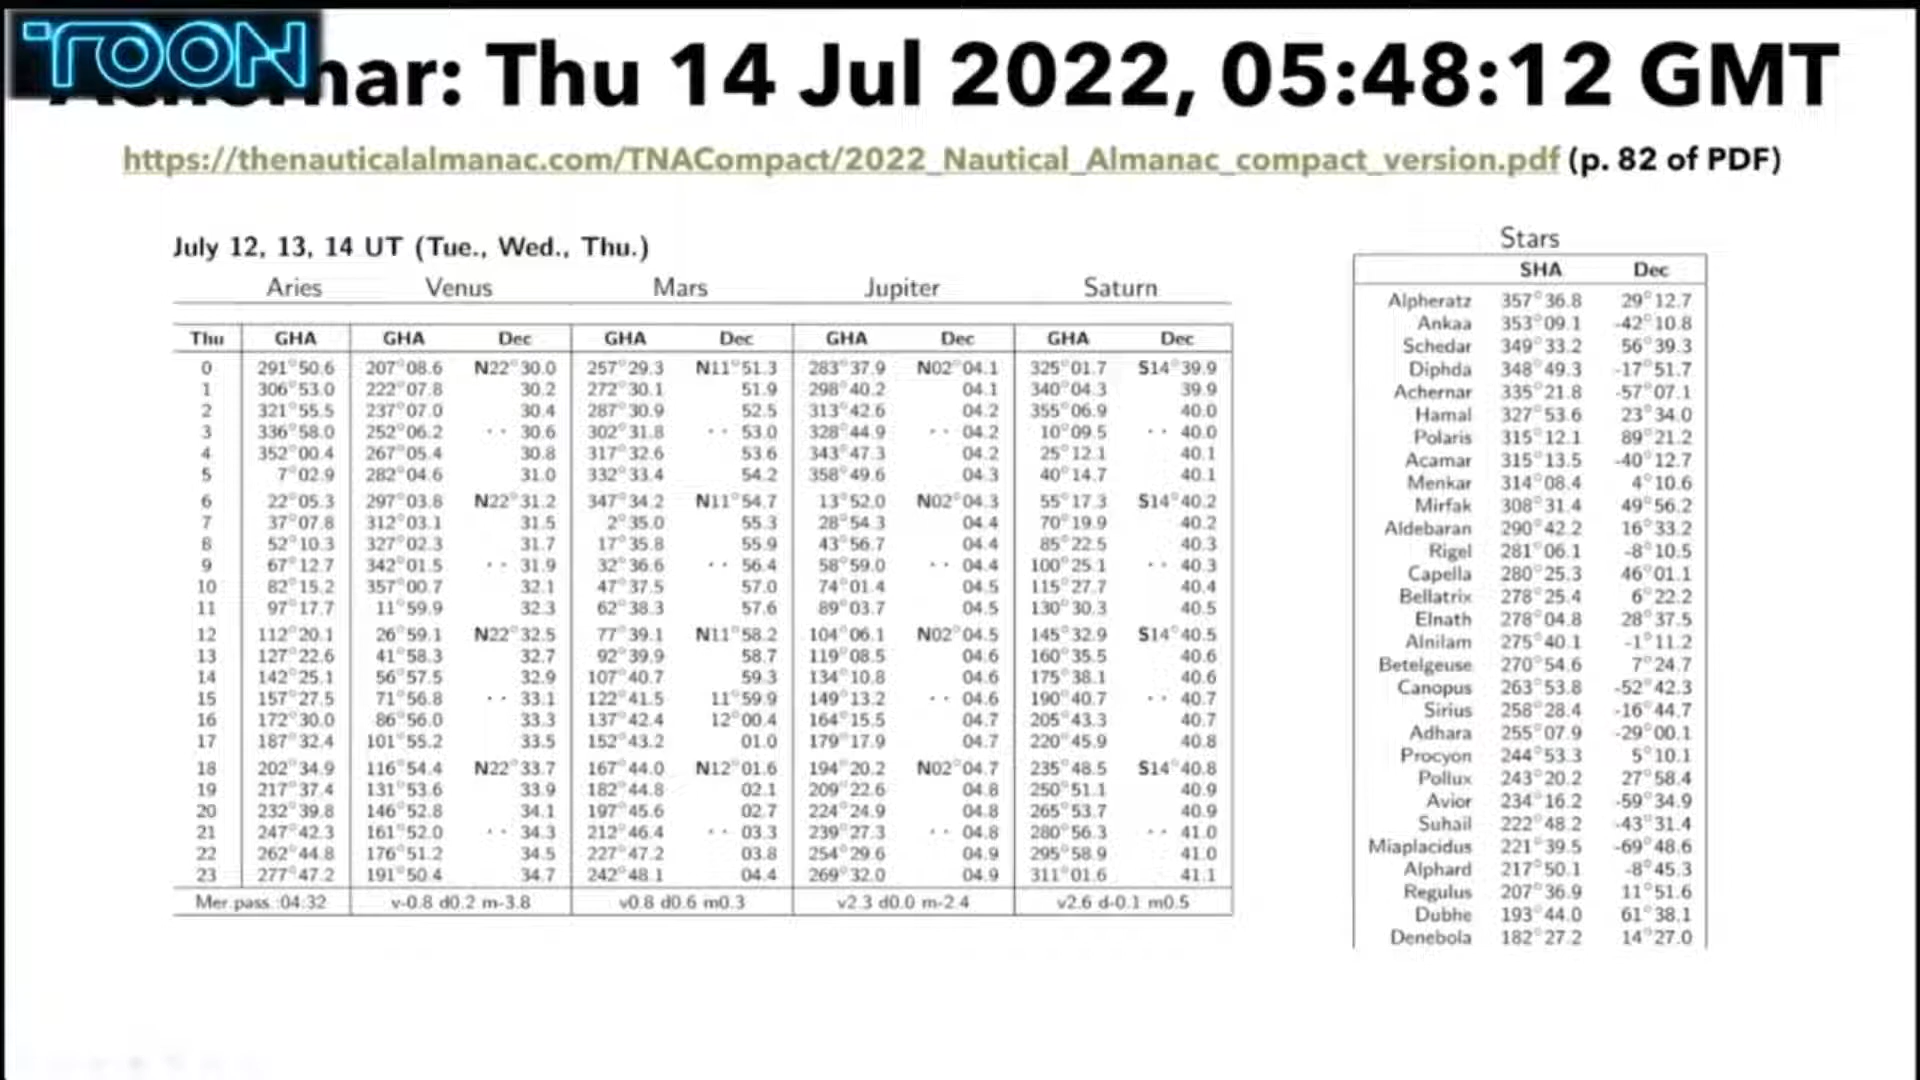 TOON
Achernar: Thu 14 Jul 2022, 05:48:12 GMT
https://thenauticalalmanac.com/TNACompact/2022_Nautical_Almanac_compact_version.pdf (p. 82 of PDF)
July 12, 13, 14 UT (Tue., Wed., Thu.)
Aries Venus Mars Jupiter Saturn
Thu GHA GHA Dec GHA Dec GHA Dec GHA Dec
0 291°50.6 207°08.6 N22°30.0 257°29.3 N11°51.3 283°37.9 N02°04.1 325°01.7 S14°39.9
1 306°53.0 222°07.8 30.2 272°30.1 51.9 298°40.2 04.1 340°04.3 39.9
2 321°55.5 237°07.0 30.4 287°30.9 52.5 313°42.6 04.2 355°06.9 40.0
3 336°58.0 252°06.2 ·· 30.6 302°31.8 ·· 53.0 328°44.9 ·· 04.2 10°09.5 ·· 40.0
4 352°00.4 267°05.4 30.8 317°32.6 53.6 343°47.3 04.2 25°12.1 40.1
5 7°02.9 282°04.6 31.0 332°33.4 54.2 358°49.6 04.3 40°14.7 40.1
6 22°05.3 297°03.8 N22°31.2 347°34.2 N11°54.7 13°52.0 N02°04.3 55°17.3 S14°40.2
7 37°07.8 312°03.1 31.5 2°35.0 55.3 28°54.3 04.4 70°19.9 40.2
8 52°10.3 327°02.3 31.7 17°35.8 55.9 43°56.7 04.4 85°22.5 40.3
9 67°12.7 342°01.5 ·· 31.9 32°36.6 ·· 56.4 58°59.0 ·· 04.4 100°25.1 ·· 40.3
10 82°15.2 357°00.7 32.1 47°37.5 57.0 74°01.4 04.5 115°27.7 40.4
11 97°17.7 11°59.9 32.3 62°38.3 57.6 89°03.7 04.5 130°30.3 40.5
12 112°20.1 26°59.1 N22°32.5 77°39.1 N11°58.2 104°06.1 N02°04.5 145°32.9 S14°40.5
13 127°22.6 41°58.3 32.7 92°39.9 58.7 119°08.5 04.6 160°35.5 40.6
14 142°25.1 56°57.5 32.9 107°40.7 59.3 134°10.8 04.6 175°38.1 40.6
15 157°27.5 71°56.8 ·· 33.1 122°41.5 11°59.9 149°13.2 ·· 04.6 190°40.7 ·· 40.7
16 172°30.0 86°56.0 33.3 137°42.4 12°00.4 164°15.5 04.7 205°43.3 40.7
17 187°32.4 101°55.2 33.5 152°43.2 01.0 179°17.9 04.7 220°45.9 40.8
18 202°34.9 116°54.4 N22°33.7 167°44.0 N12°01.6 194°20.2 N02°04.7 235°48.5 S14°40.8
19 217°37.4 131°53.6 33.9 182°44.8 02.1 209°22.6 04.8 250°51.1 40.9
20 232°39.8 146°52.8 34.1 197°45.6 02.7 224°24.9 04.8 265°53.7 40.9
21 247°42.3 161°52.0 ·· 34.3 212°46.4 ·· 03.3 239°27.3 ·· 04.8 280°56.3 ·· 41.0
22 262°44.8 176°51.2 34.5 227°47.2 03.8 254°29.6 04.9 295°58.9 41.0
23 277°47.2 191°50.4 34.7 242°48.1 04.4 269°32.0 04.9 311°01.6 41.1
Mer.pass.:04:32 v-0.8 d0.2 m-3.8 v0.8 d0.6 m0.3 v2.3 d0.0 m-2.4 v2.6 d-0.1 m0.5
Stars
SHA Dec
Alpheratz 357°36.8 29°12.7
Ankaa 353°09.1 -42°10.8
Schedar 349°33.2 56°39.3
Diphda 348°49.3 -17°51.7
Achernar 335°21.8 -57°07.1
Hamal 327°53.6 23°34.0
Polaris 315°12.1 89°21.2
Acamar 315°13.5 -40°12.7
Menkar 314°08.4 4°10.6
Mirfak 308°31.4 49°56.2
Aldebaran 290°42.2 16°33.2
Rigel 281°06.1 -8°10.5
Capella 280°25.3 46°01.1
Bellatrix 278°25.4 6°22.2
Elnath 278°04.8 28°37.5
Alnilam 275°40.1 -1°11.2
Betelgeuse 270°54.6 7°24.7
Canopus 263°53.8 -52°42.3
Sirius 258°28.4 -16°44.7
Adhara 255°07.9 -29°00.1
Procyon 244°53.3 5°10.1
Pollux 243°20.2 27°58.4
Avior 234°16.2 -59°34.9
Suhail 222°48.2 -43°31.4
Miaplacidus 221°39.5 -69°48.6
Alphard 217°50.1 -8°45.3
Regulus 207°36.9 11°51.6
Dubhe 193°44.0 61°38.1
Denebola 182°27.2 14°27.0